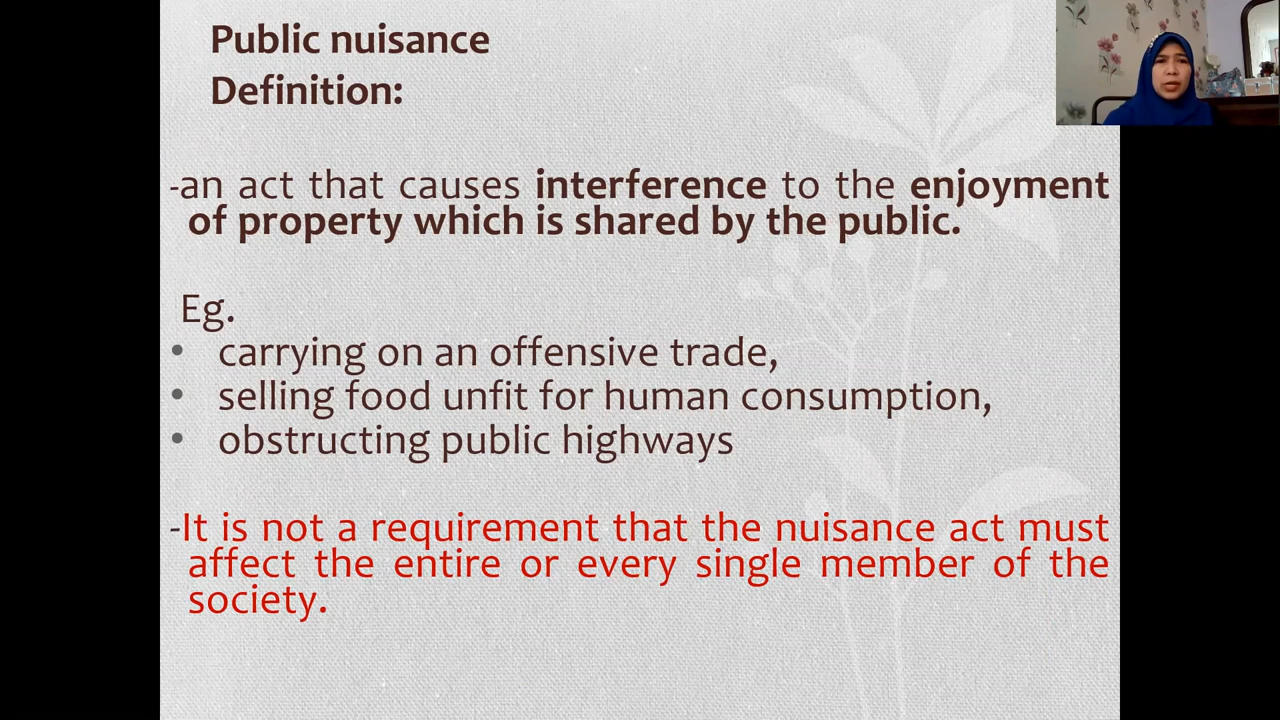 Public nuisance
Definition:
-an act that causes interference to the enjoyment
of property which is shared by the public.
Eg.
• carrying on an offensive trade,
• selling food unfit for human consumption,
• obstructing public highways
-It is not a requirement that the nuisance act must
affect the entire or every single member of the
society.